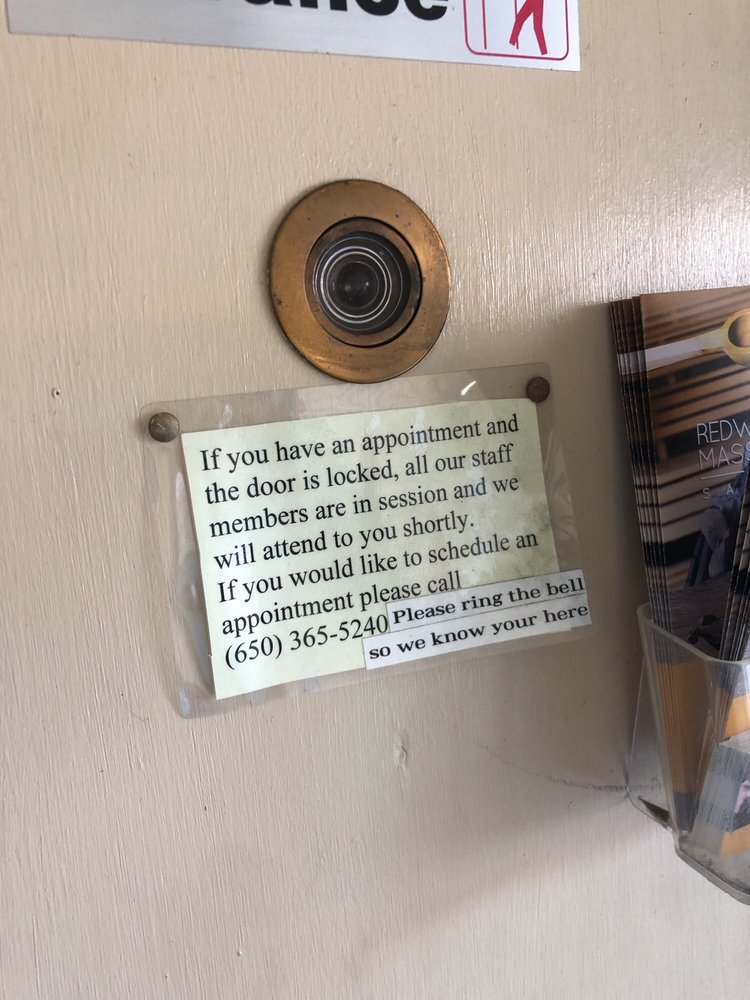 If you have an appointment and
the door is locked, all our staff
members are in session and we
will attend to you shortly.
If you would like to schedule an
appointment please call
(650) 365-5240
Please ring the bell
so we know your here